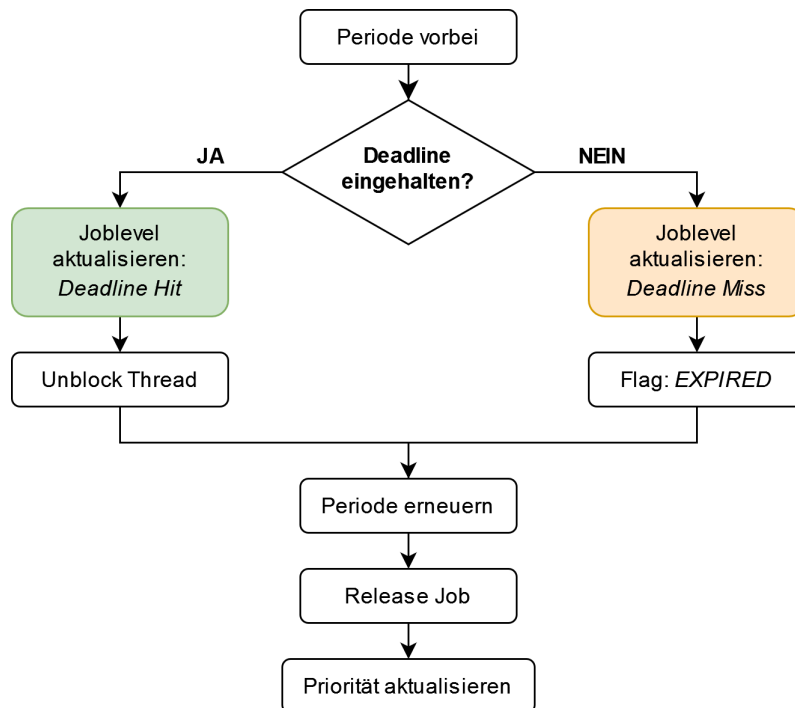 Periode vorbei
JA
Deadline
eingehalten?
NEIN
Joblevel
aktualisieren:
Deadline Hit
Joblevel
aktualisieren:
Deadline Miss
Unblock Thread
Flag: EXPIRED
Periode erneuern
Release Job
Priorität aktualisieren